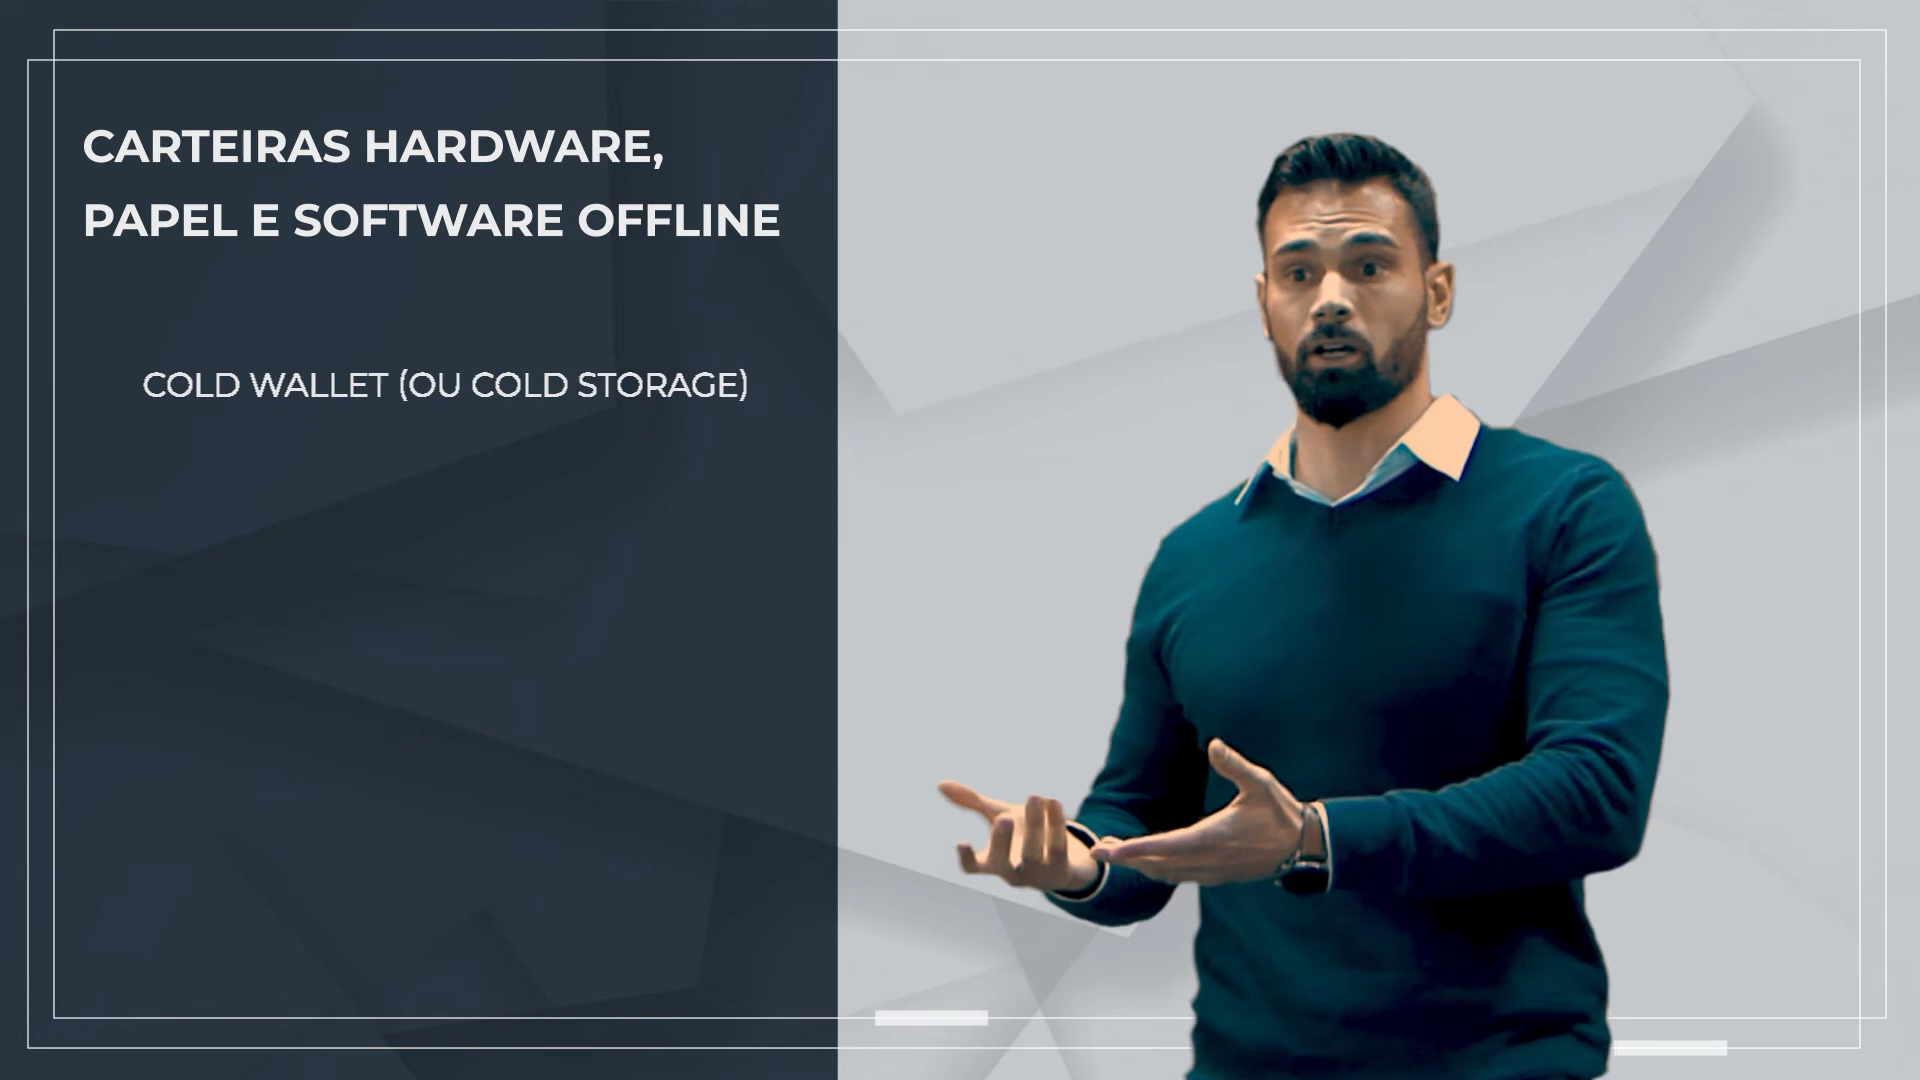 CARTEIRAS HARDWARE,
PAPEL E SOFTWARE OFFLINE
COLD WALLET (OU COLD STORAGE)